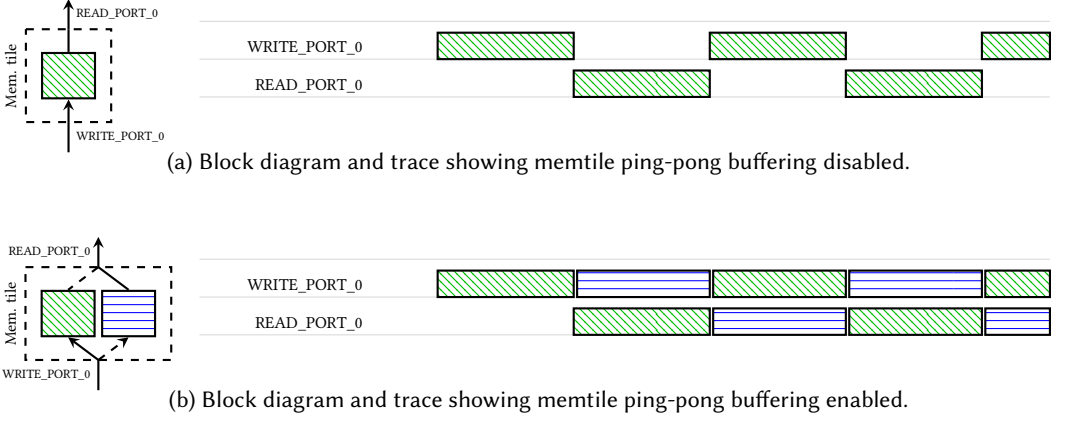 READ_PORT_0
Mem. tile
WRITE_PORT_0
WRITE_PORT_0
READ_PORT_0
(a) Block diagram and trace showing memtile ping-pong buffering disabled.
READ_PORT_0
Mem. tile
WRITE_PORT_0
WRITE_PORT_0
READ_PORT_0
(b) Block diagram and trace showing memtile ping-pong buffering enabled.